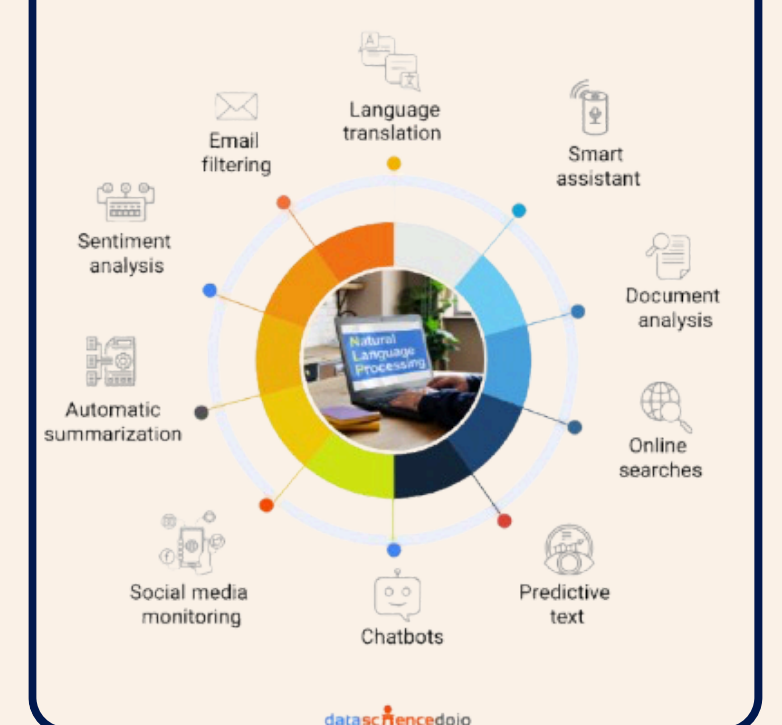 Language
translation
Smart
assistant
Document
analysis
Online
searches
Predictive
text
Chatbots
Social media
monitoring
Automatic
summarization
Sentiment
analysis
Email
filtering
Natural
Language
Processing
datasciencedojo